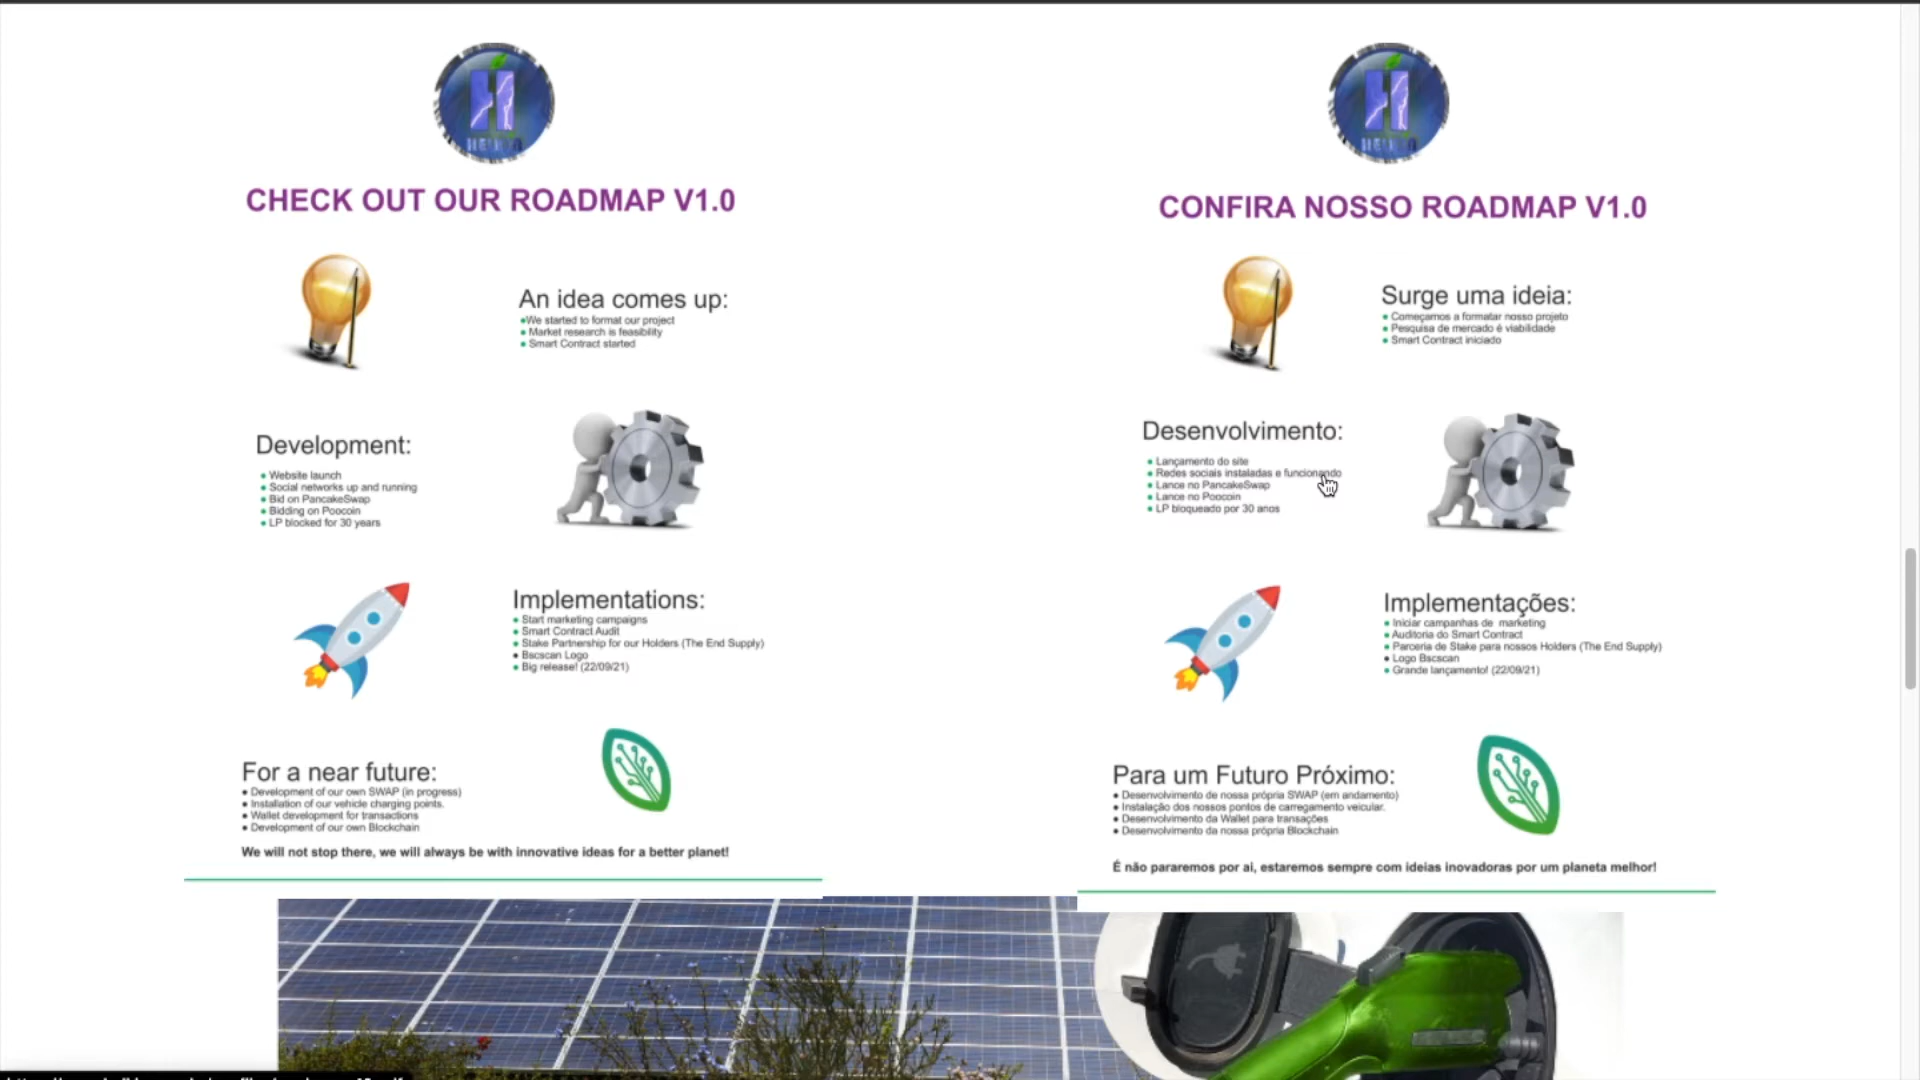 CHECK OUT OUR ROADMAP V1.0
An idea comes up:
●We started to format our project
● Market research is feasibility
● Smart Contract started
Development:
● Website launch
● Social networks up and running
● Bid on PancakeSwap
● Bidding on Poocoin
● LP blocked for 30 years
Implementations:
● Start marketing campaigns
● Smart Contract Audit
● Stake Partnership for our Holders (The End Supply)
● Bscscan Logo
● Big release! (22/09/21)
For a near future:
● Development of our own SWAP (in progress)
● Installation of our vehicle charging points.
● Wallet development for transactions
● Development of our own Blockchain
We will not stop there, we will always be with innovative ideas for a better planet!
CONFIRA NOSSO ROADMAP V1.0
Surge uma ideia:
● Começamos a formatar nosso projeto
● Pesquisa de mercado é viabilidade
● Smart Contract iniciado
Desenvolvimento:
● Lançamento do site
● Redes sociais instaladas e funcionando
● Lance no PancakeSwap
● Lance no Poocoin
● LP bloqueado por 30 anos
Implementações:
● Iniciar campanhas de marketing
● Auditoria do Smart Contract
● Parceria de Stake para nossos Holders (The End Supply)
● Logo Bscscan
● Grande lançamento! (22/09/21)
Para um Futuro Próximo:
● Desenvolvimento de nossa própria SWAP (em andamento)
● Instalação dos nossos pontos de carregamento veicular.
● Desenvolvimento da Wallet para transações
● Desenvolvimento da nossa própria Blockchain
É não pararemos por ai, estaremos sempre com ideias inovadoras por um planeta melhor!